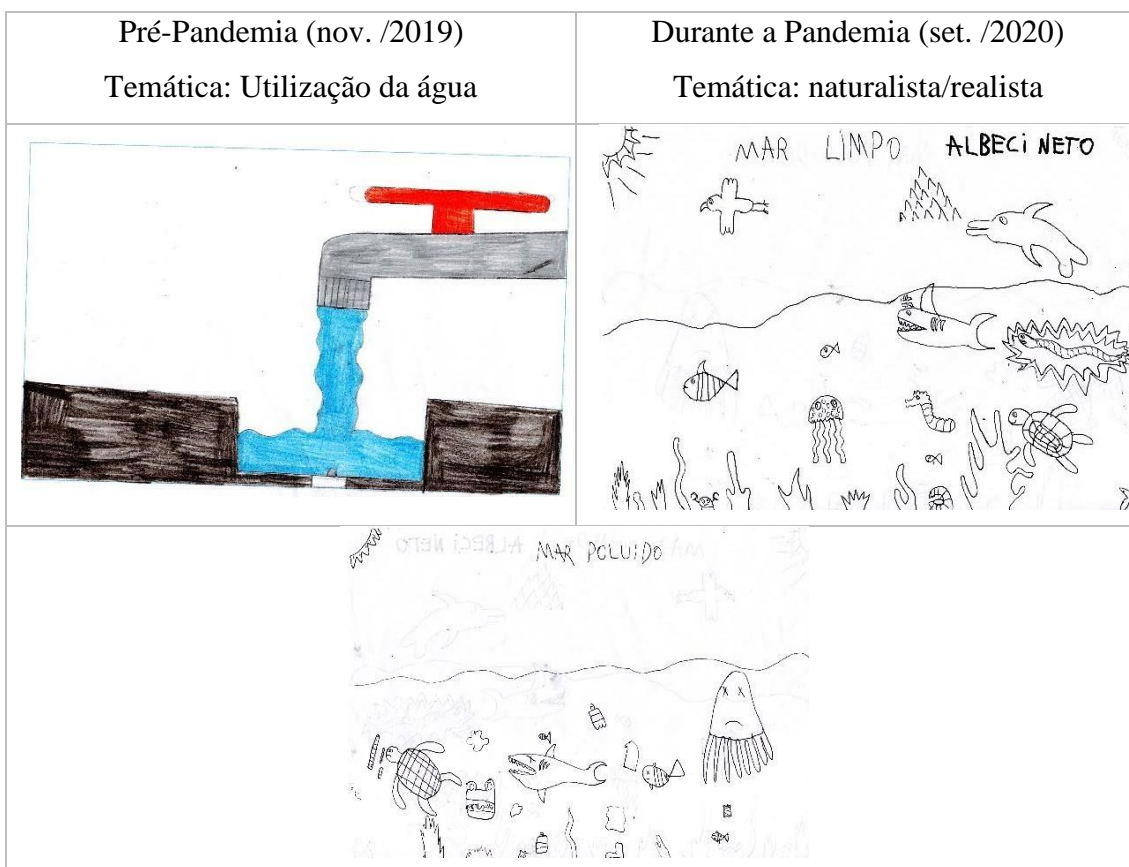 Pré-Pandemia (nov. /2019)
Temática: Utilização da água
Durante a Pandemia (set. /2020)
Temática: naturalista/realista
MAR LIMPO ALBECI NETO
MAR POLUIDO